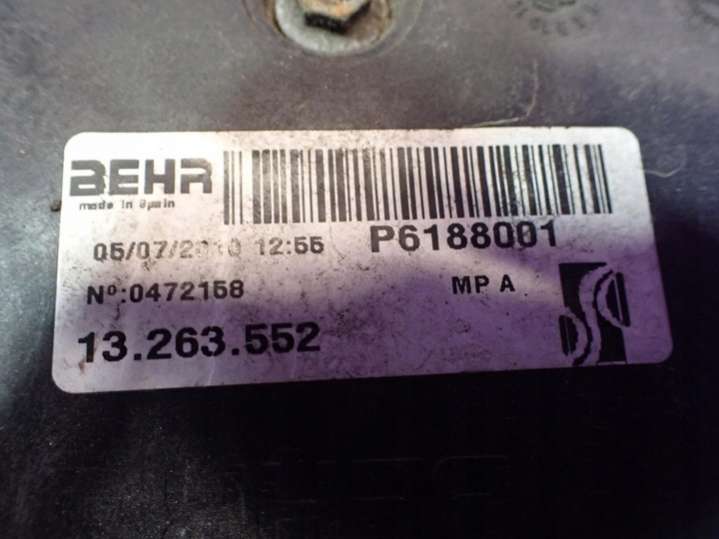 BEHR
made in Spain
05/07/2010 12:55
P6188001
Nº:0472158
MP A
13.263.552